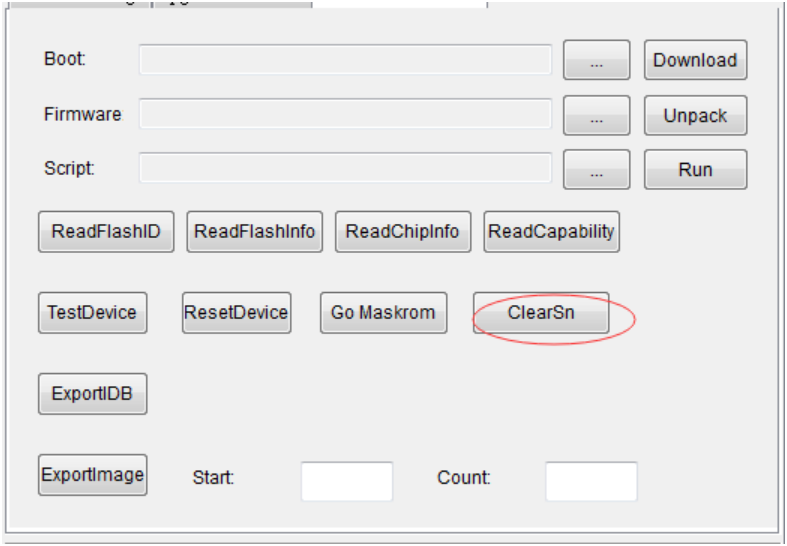 Boot: ... Download
Firmware ... Unpack
Script: ... Run
ReadFlashID ReadFlashInfo ReadChipInfo ReadCapability
TestDevice ResetDevice Go Maskrom ClearSn
ExportIDB
ExportImage Start: Count: